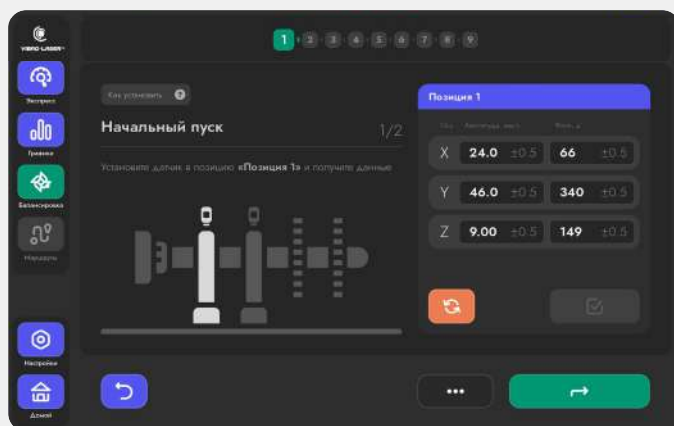 VIBRO-LASER
1 2 3 4 5 6 7 8 9
Экспресс
Графики
Балансировка
Маршруты
Настройки
Домой
Как установить ?
Начальный пуск
1/2
Установите датчик в позицию «Позиция 1» и получите данные
Позиция 1
X 24.0 ±0.5 66 ±0.5
Y 46.0 ±0.5 340 ±0.5
Z 9.00 ±0.5 149 ±0.5